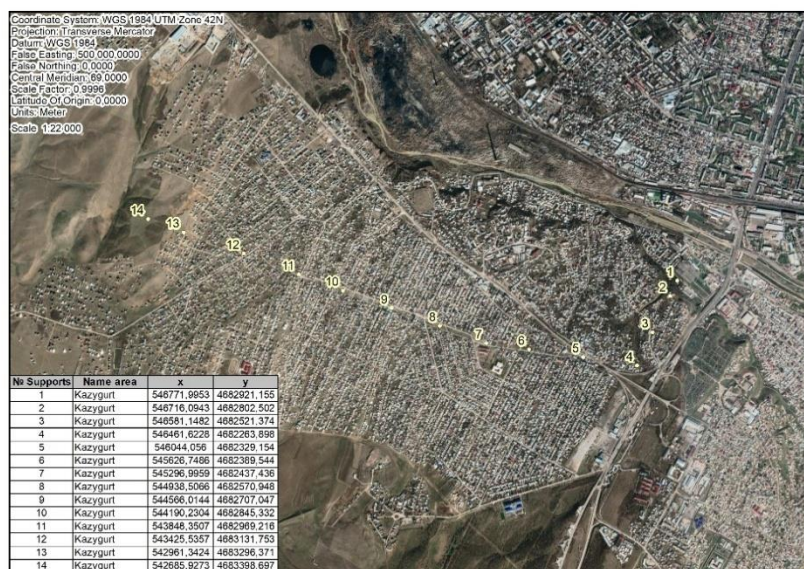 Coordinate System: WGS 1984 UTM Zone 42N
Projection: Transverse Mercator
Datum: WGS 1984
False Easting: 500 000,0000
False Northing: 0,0000
Central Meridian: 69,0000
Scale Factor: 0,9996
Latitude Of Origin: 0,0000
Units: Meter
Scale 1:22 000
14
13
12
11
10
9
8
7
6
5
4
3
2
1
№ Supports Name area x y
1 Kazygurt 546771,9953 4682921,155
2 Kazygurt 546716,0943 4682802,502
3 Kazygurt 546581,1482 4682521,374
4 Kazygurt 546461,6228 4682263,898
5 Kazygurt 546044,056 4682329,154
6 Kazygurt 545626,7486 4682389,544
7 Kazygurt 545296,9959 4682437,436
8 Kazygurt 544938,5066 4682570,948
9 Kazygurt 544566,0144 4682707,047
10 Kazygurt 544190,2304 4682845,332
11 Kazygurt 543848,3507 4682969,216
12 Kazygurt 543425,5357 4683131,753
13 Kazygurt 542961,3424 4683296,371
14 Kazygurt 542685,9273 4683398,697